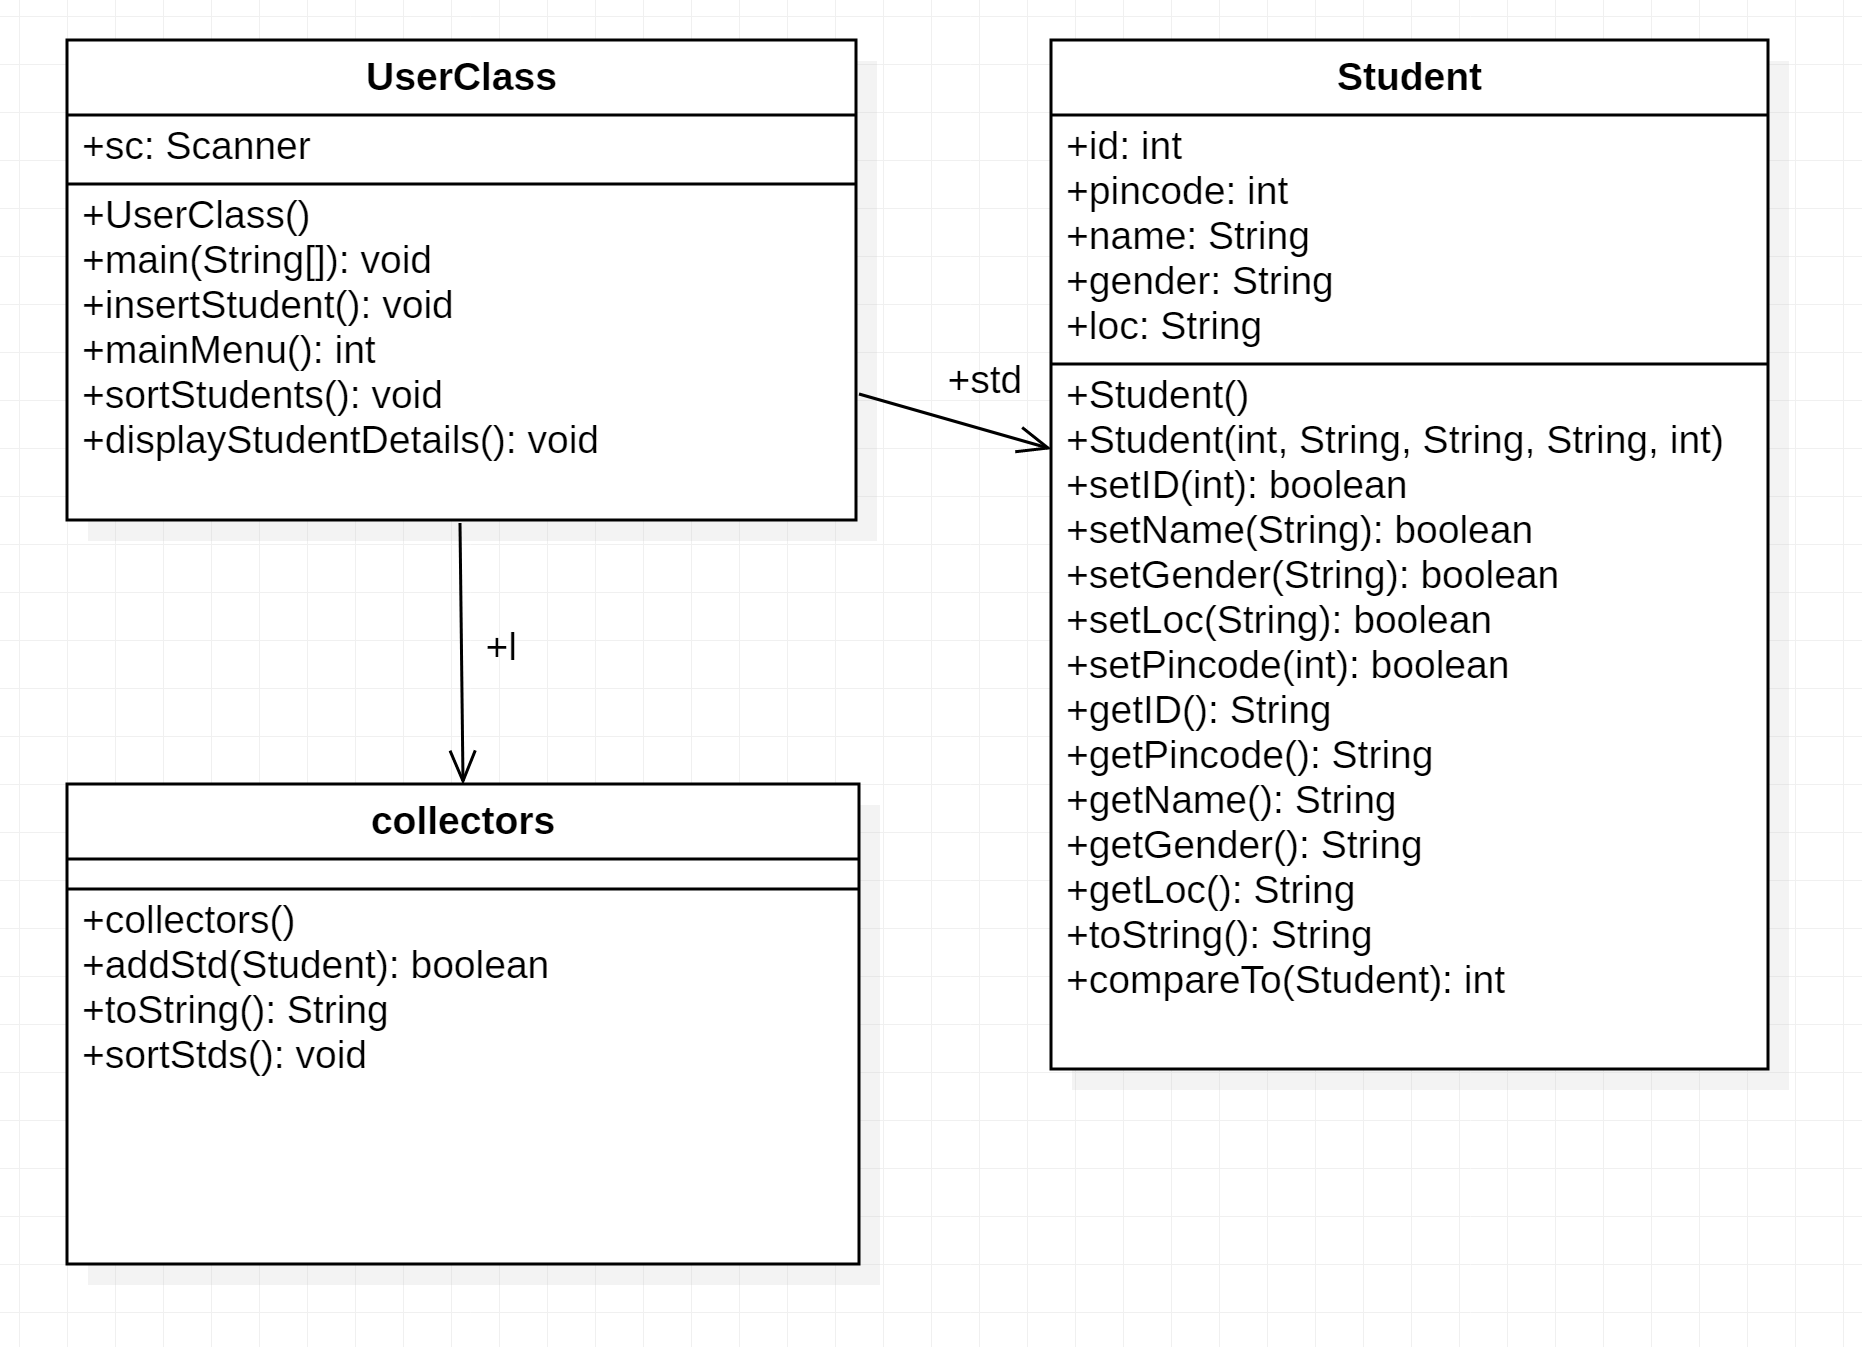 UserClass
+sc: Scanner
+UserClass()
+main(String[]): void
+insertStudent(): void
+mainMenu(): int
+sortStudents(): void
+displayStudentDetails(): void
+std
+l
collectors
+collectors()
+addStd(Student): boolean
+toString(): String
+sortStds(): void
Student
+id: int
+pincode: int
+name: String
+gender: String
+loc: String
+Student()
+Student(int, String, String, String, int)
+setID(int): boolean
+setName(String): boolean
+setGender(String): boolean
+setLoc(String): boolean
+setPincode(int): boolean
+getID(): String
+getPincode(): String
+getName(): String
+getGender(): String
+getLoc(): String
+toString(): String
+compareTo(Student): int